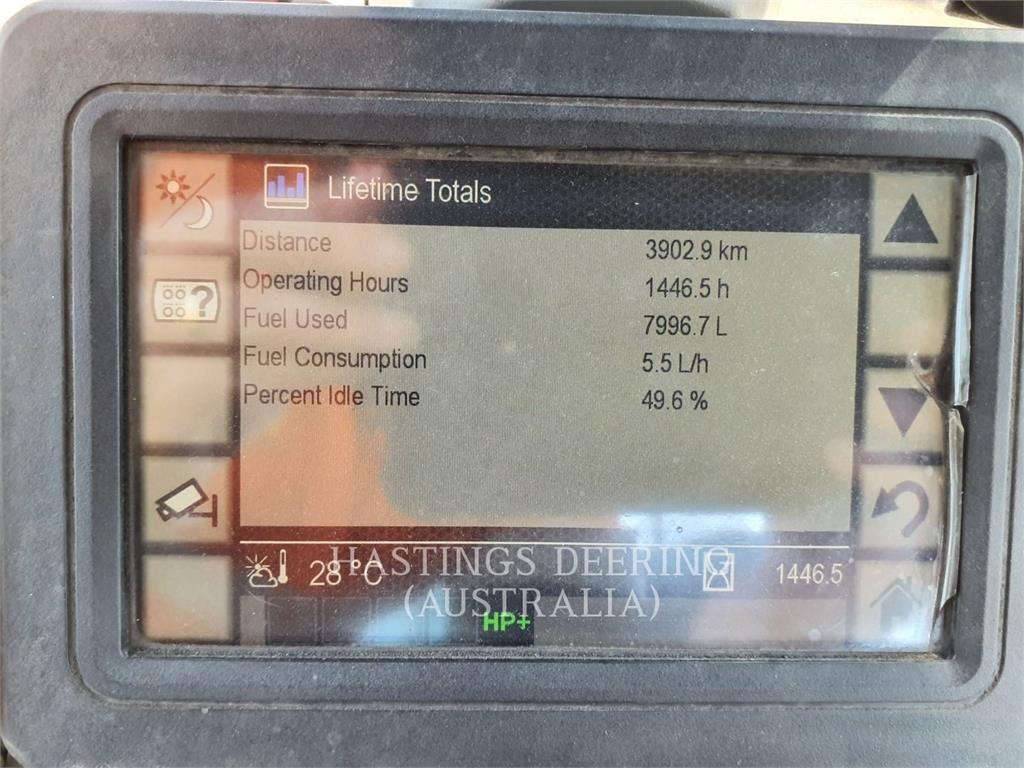 Lifetime Totals
Distance 3902.9 km
Operating Hours 1446.5 h
Fuel Used 7996.7 L
Fuel Consumption 5.5 L/h
Percent Idle Time 49.6 %
?
28 °C 1446.5
HASTINGS DEERING
(AUSTRALIA)
HP+